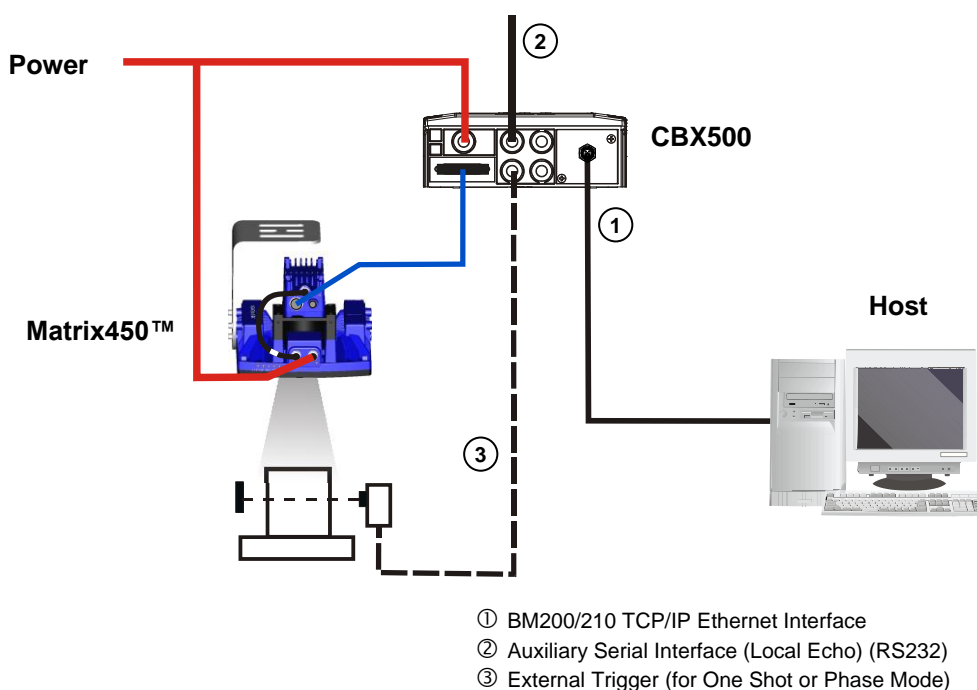 Power
②
CBX500
①
Host
Matrix450™
③
① BM200/210 TCP/IP Ethernet Interface
② Auxiliary Serial Interface (Local Echo) (RS232)
③ External Trigger (for One Shot or Phase Mode)